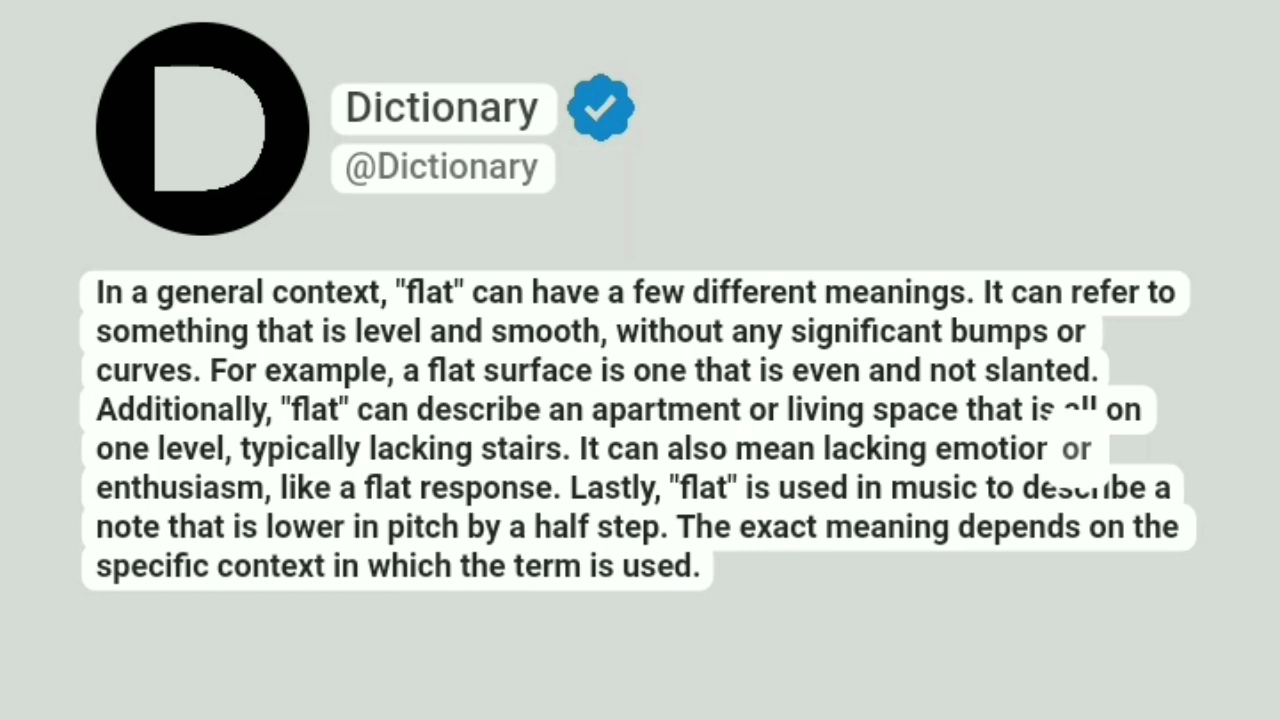 Dictionary
@Dictionary
In a general context, "flat" can have a few different meanings. It can refer to
something that is level and smooth, without any significant bumps or
curves. For example, a flat surface is one that is even and not slanted.
Additionally, "flat" can describe an apartment or living space that is all on
one level, typically lacking stairs. It can also mean lacking emotion or
enthusiasm, like a flat response. Lastly, "flat" is used in music to describe a
note that is lower in pitch by a half step. The exact meaning depends on the
specific context in which the term is used.